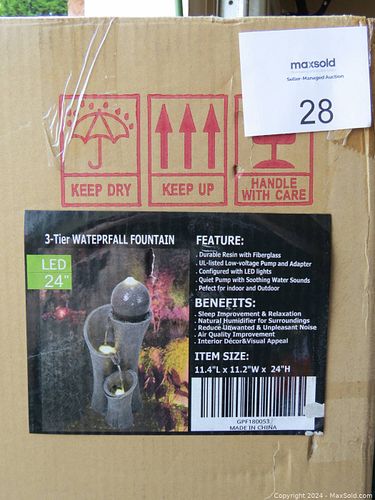 maxsold
Seller-Managed Auction
28
KEEP DRY
KEEP UP
HANDLE
WITH CARE
3-Tier WATEPRFALL FOUNTAIN
LED
24"
FEATURE:
. Durable Resin with Fiberglass
. UL-listed Low-voltage Pump and Adapter
. Configured with LED lights
. Quiet Pump with Soothing Water Sounds
. Pefect for indoor and Outdoor
BENEFITS:
. Sleep Improvement & Relaxation
. Natural Humidifier for Surroundings
. Reduce Unwanted & Unpleasant Noise
. Air Quality Improvement
. Interior Décor&Visual Appeal
ITEM SIZE:
11.4"L x 11.2"W x 24"H
GPF180053
MADE IN CHINA
Copyright 2024 - MaxSold.com